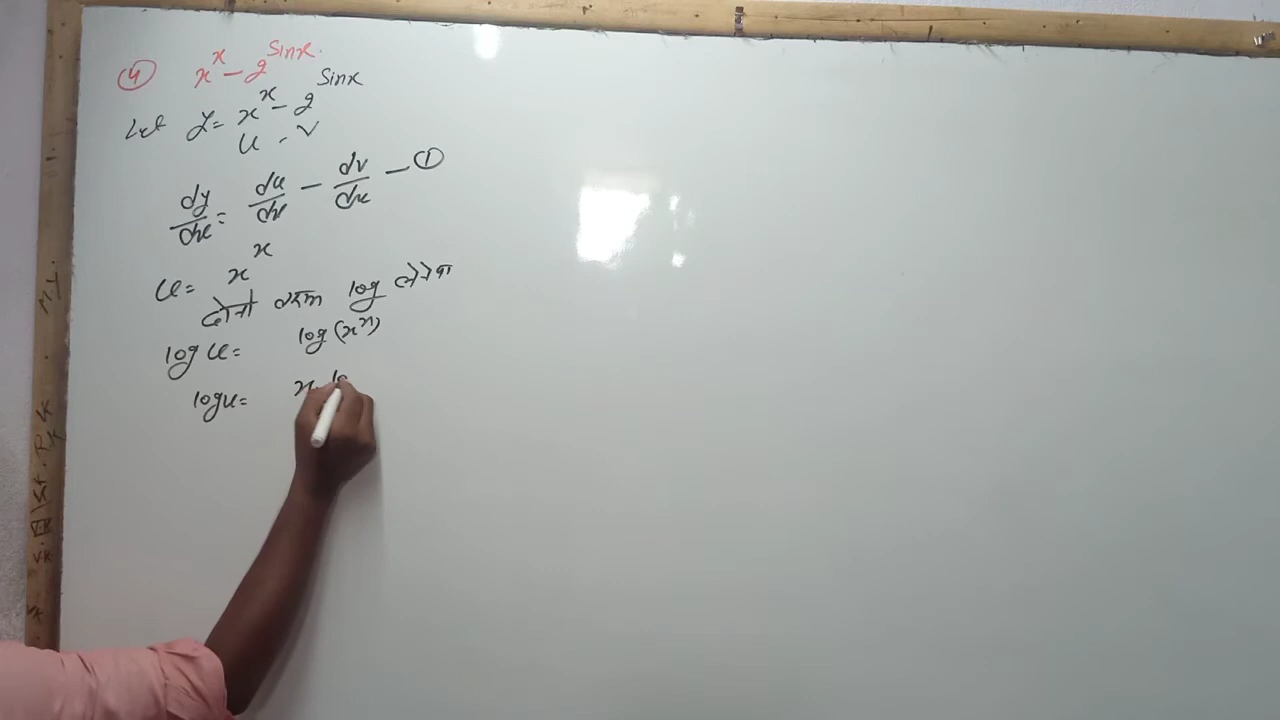 ④ x^x - 2^sinx.
Let y = x^x - 2^sinx
u - v
dy/dx = du/dx - dv/dx - ①
u = x^x
दोनो तरफ log लेनेपर
log u = log (x^x)
log u = x lo